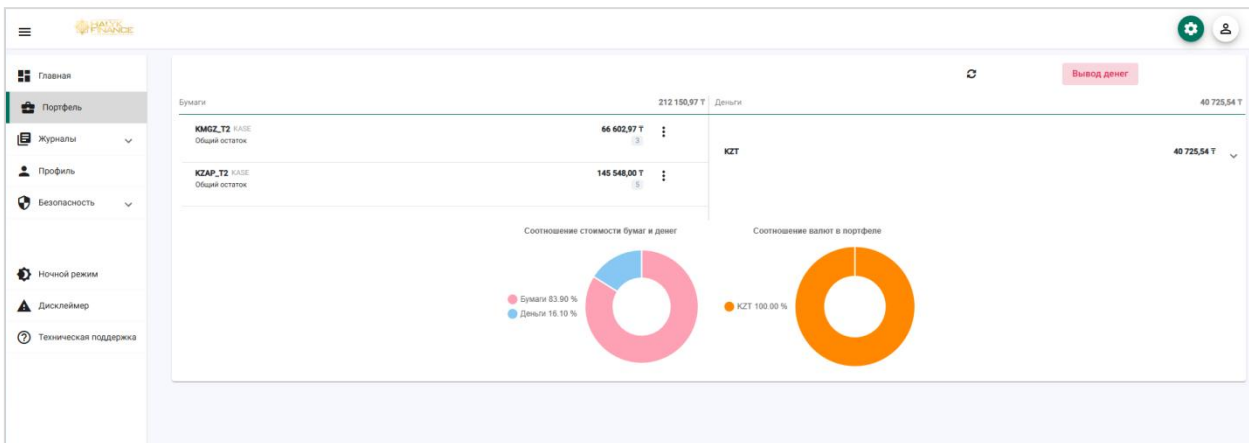 HALYK
FINANCE
Главная
Портфель
Журналы
Профиль
Безопасность
Ночной режим
Дисклеймер
Техническая поддержка
Вывод денег
Бумаги 212 150,97 ₸
Деньги 40 725,54 ₸
KMGZ_T2 KASE 66 602,97 ₸
Общий остаток 3
KZAP_T2 KASE 145 548,00 ₸
Общий остаток 5
KZT 40 725,54 ₸
Соотношение стоимости бумаг и денег
Бумаги 83.90 %
Деньги 16.10 %
Соотношение валют в портфеле
KZT 100.00 %